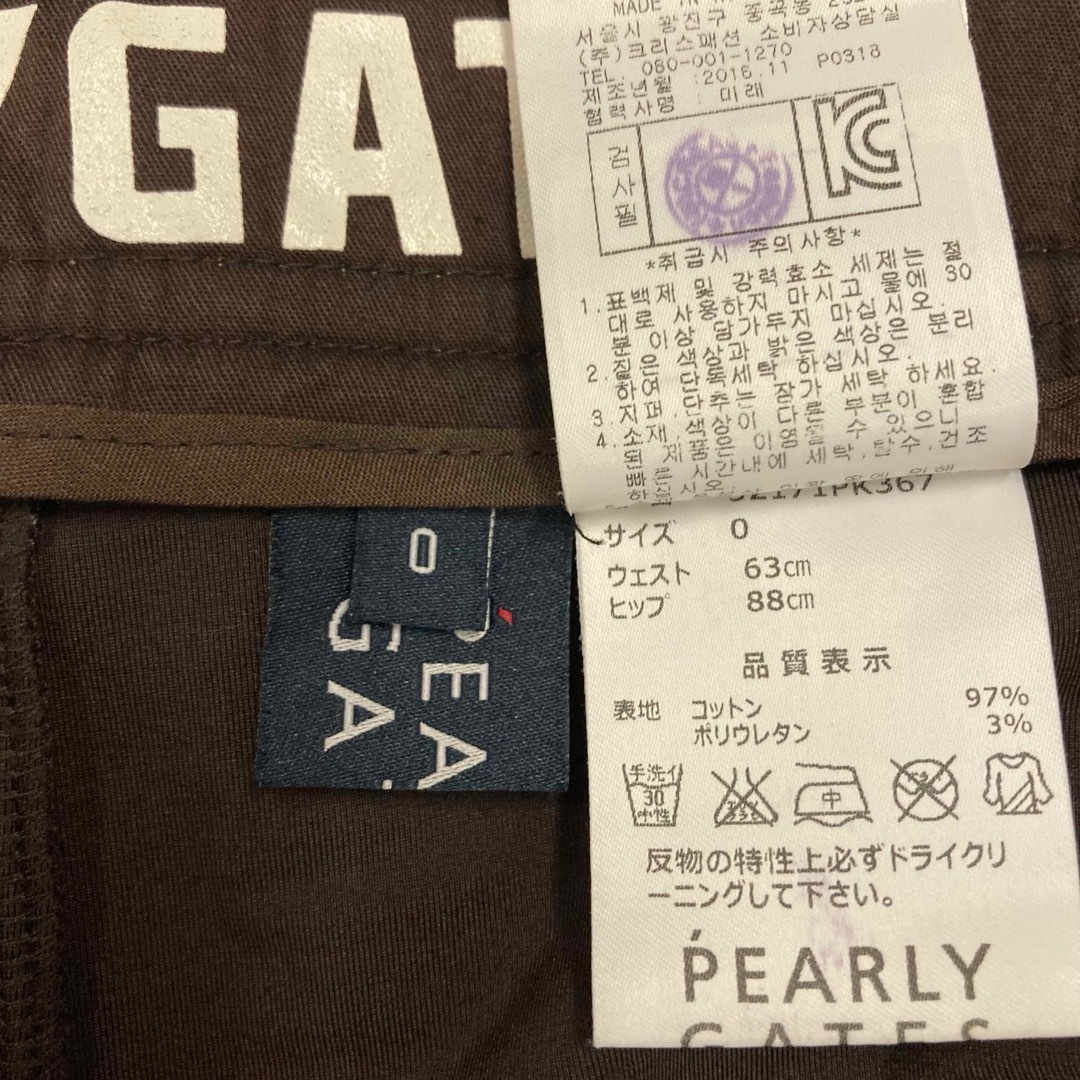 YGAT
MADE IN
(주)크리스패션 소비자상담실
TEL. 080-001-1270
제조년월 :2016.11 P0318
협력사명 : 미래
검사필
KC
*취급시 주의사항*
1.표백제 및 강력효소 세제는 절
대로 사용하지 마시고 물에 30
분 이상 담가두지 마십시오.
2.짙은 색상과 밝은 색상은 분리
하여 단독세탁 하십시오.
3.지퍼.단추는 잠가 세탁 하세요.
4.소재.색상이 다른 부분이 혼합
된 제품은 이염될 수 있으니
빠른 시간내에 세탁.탈수.건조
하십시오.
サイズ 0
ウェスト 63cm
ヒップ 88cm
品質表示
表地 コットン 97%
ポリウレタン 3%
手洗イ
30
中性
中
反物の特性上必ずドライクリ
ーニングして下さい。
PEARLY
GATES
0
PEA
GA